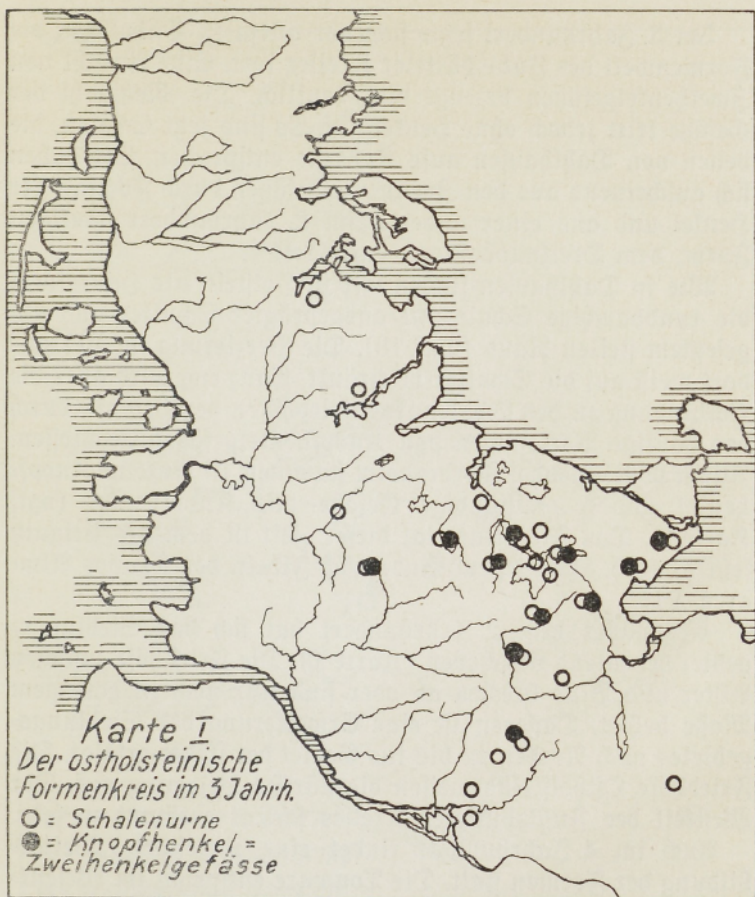 Karte I
Der ostholsteinische
Formenkreis im 3 Jahrh.
O = Schalenurne
● = Knopfhenkel =
Zweihenkelgefässe